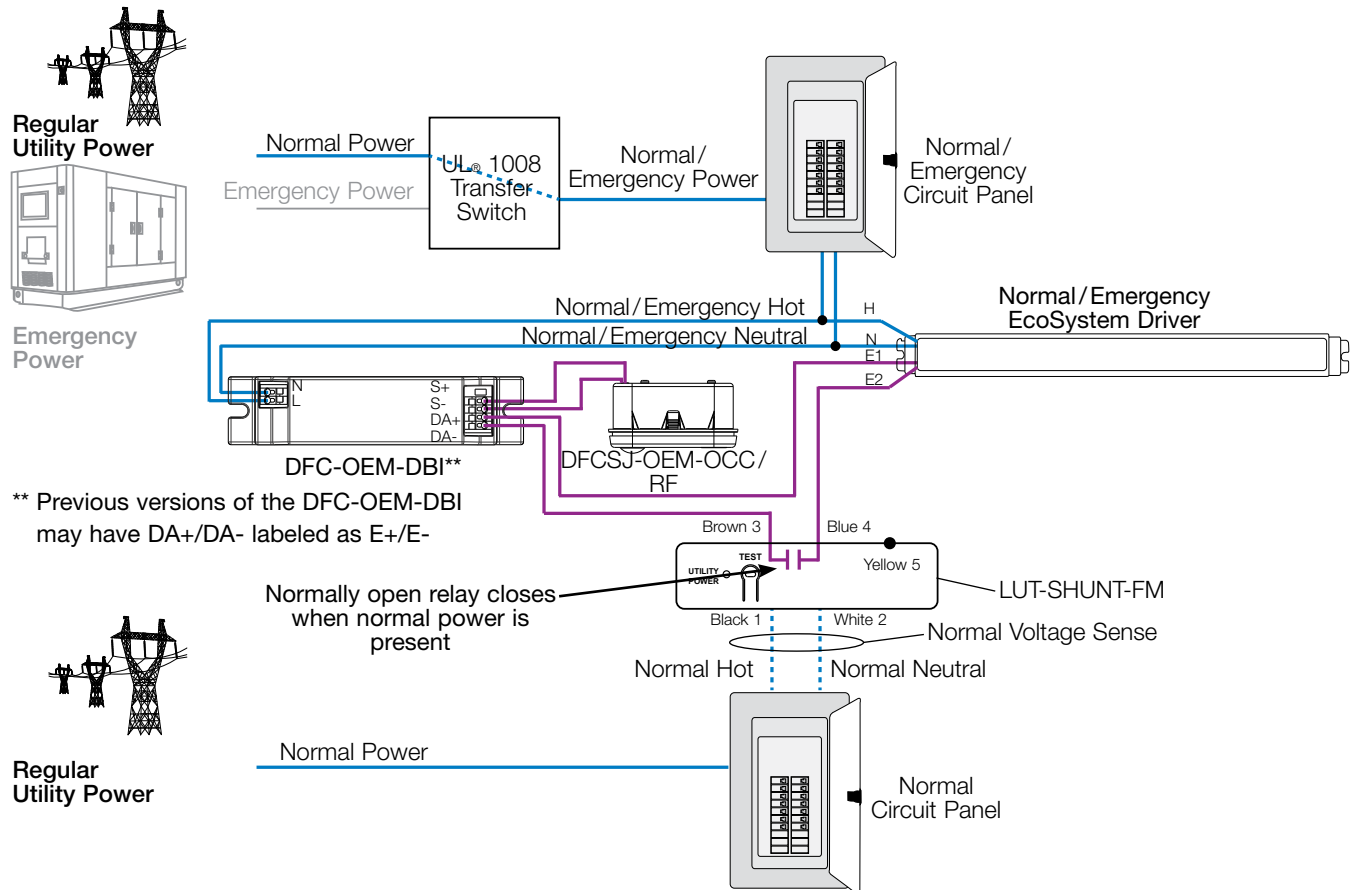 Regular
Utility Power
Normal Power
Emergency Power
UL® 1008
Transfer
Switch
Normal/
Emergency Power
Normal/
Emergency
Circuit Panel
Emergency
Power
Normal/Emergency Hot
Normal/Emergency Neutral
H
N
E1
E2
Normal/Emergency
EcoSystem Driver
N
L
S+
S-
DA+
DA-
DFC-OEM-DBI**
DFCSJ-OEM-OCC/
RF
** Previous versions of the DFC-OEM-DBI
may have DA+/DA- labeled as E+/E-
Brown 3
Blue 4
Yellow 5
TEST
UTILITY
POWER
LUT-SHUNT-FM
Normally open relay closes
when normal power is
present
Black 1
White 2
Normal Voltage Sense
Normal Hot
Normal Neutral
Regular
Utility Power
Normal Power
Normal
Circuit Panel